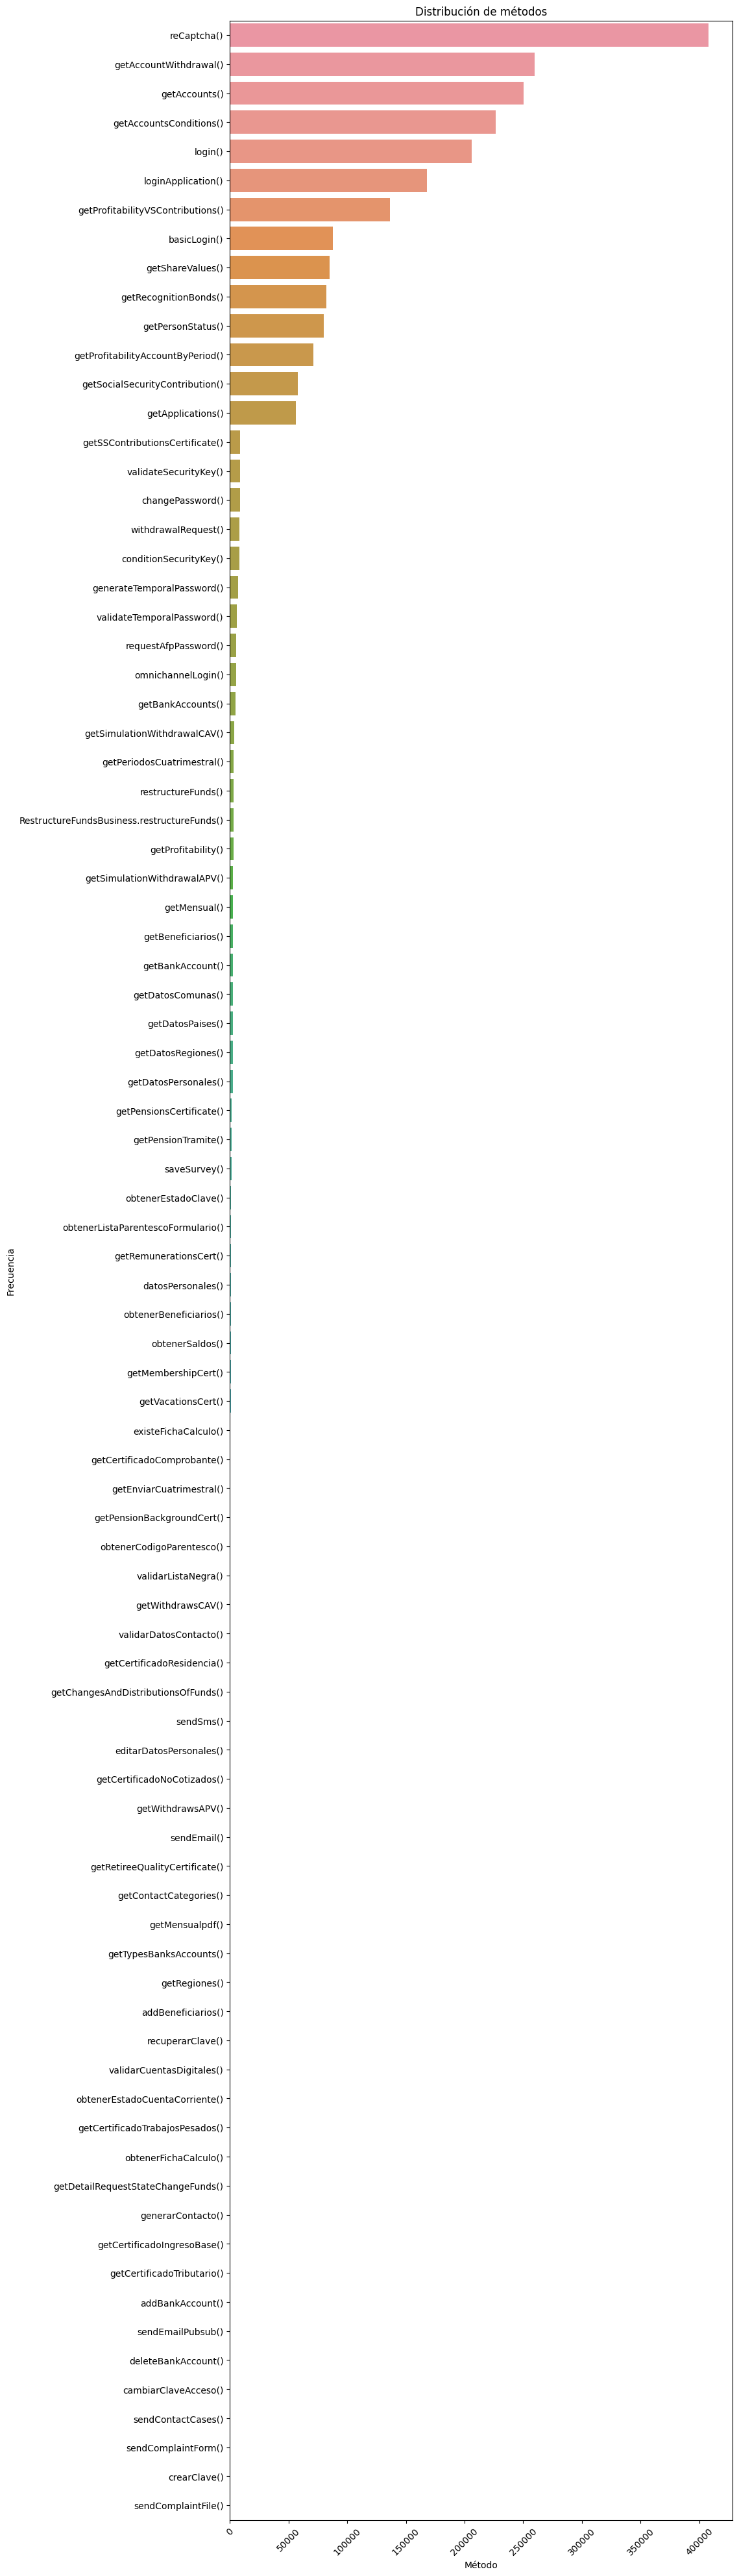 Distribución de métodos
reCaptcha()
getAccountWithdrawal()
getAccounts()
getAccountsConditions()
login()
loginApplication()
getProfitabilityVSContributions()
basicLogin()
getShareValues()
getRecognitionBonds()
getPersonStatus()
getProfitabilityAccountByPeriod()
getSocialSecurityContribution()
getApplications()
getSSContributionsCertificate()
validateSecurityKey()
changePassword()
withdrawalRequest()
conditionSecurityKey()
generateTemporalPassword()
validateTemporalPassword()
requestAfpPassword()
omnichannelLogin()
getBankAccounts()
getSimulationWithdrawalCAV()
getPeriodosCuatrimestral()
restructureFunds()
RestructureFundsBusiness.restructureFunds()
getProfitability()
getSimulationWithdrawalAPV()
getMensual()
getBeneficiarios()
getBankAccount()
getDatosComunas()
getDatosPaises()
getDatosRegiones()
getDatosPersonales()
getPensionsCertificate()
getPensionTramite()
saveSurvey()
obtenerEstadoClave()
obtenerListaParentescoFormulario()
getRemunerationsCert()
datosPersonales()
obtenerBeneficiarios()
obtenerSaldos()
getMembershipCert()
getVacationsCert()
existeFichaCalculo()
getCertificadoComprobante()
getEnviarCuatrimestral()
getPensionBackgroundCert()
obtenerCodigoParentesco()
validarListaNegra()
getWithdrawsCAV()
validarDatosContacto()
getCertificadoResidencia()
getChangesAndDistributionsOfFunds()
sendSms()
editarDatosPersonales()
getCertificadoNoCotizados()
getWithdrawsAPV()
sendEmail()
getRetireeQualityCertificate()
getContactCategories()
getMensualpdf()
getTypesBanksAccounts()
getRegiones()
addBeneficiarios()
recuperarClave()
validarCuentasDigitales()
obtenerEstadoCuentaCorriente()
getCertificadoTrabajosPesados()
obtenerFichaCalculo()
getDetailRequestStateChangeFunds()
generarContacto()
getCertificadoIngresoBase()
getCertificadoTributario()
addBankAccount()
sendEmailPubsub()
deleteBankAccount()
cambiarClaveAcceso()
sendContactCases()
sendComplaintForm()
crearClave()
sendComplaintFile()
Frecuencia
0
50000
100000
150000
200000
250000
300000
350000
400000
Método